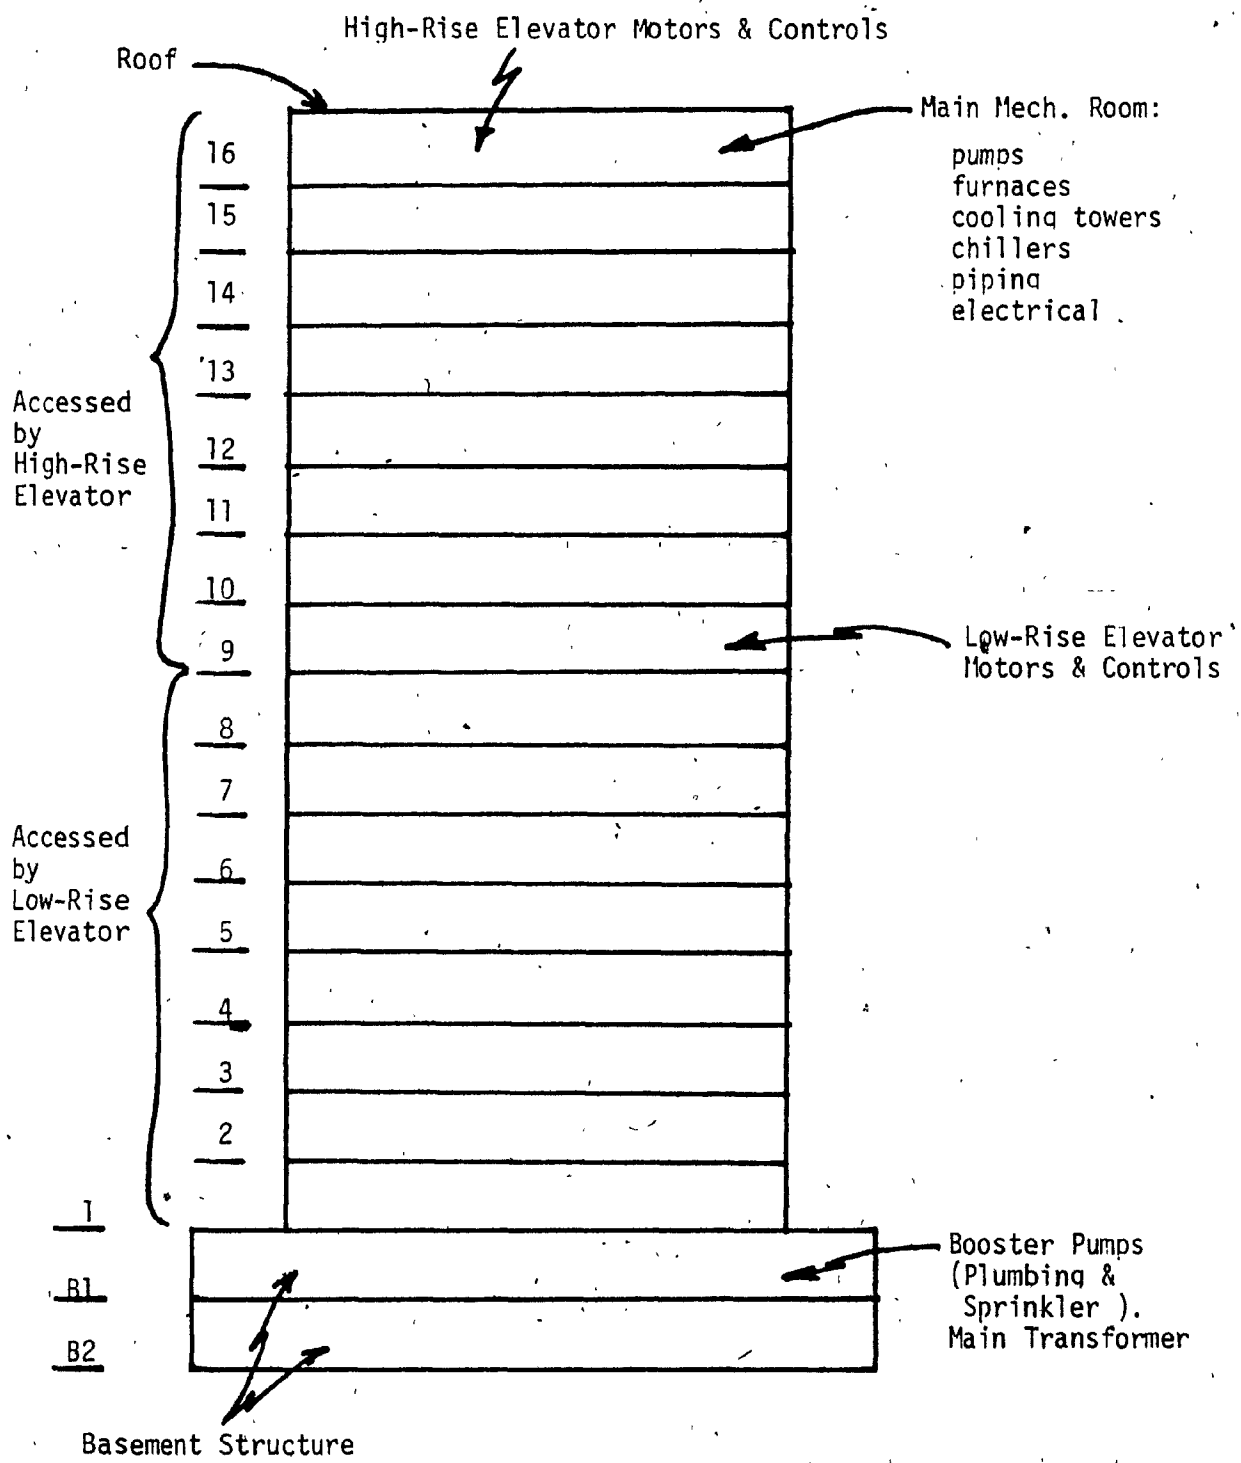 High-Rise Elevator Motors & Controls
Roof
Main Mech. Room:
pumps
furnaces
cooling towers
chillers
piping
electrical
16
15
14
13
12
11
10
9
8
7
6
5
4
3
2
1
B1
B2
Accessed
by
High-Rise
Elevator
Low-Rise Elevator
Motors & Controls
Accessed
by
Low-Rise
Elevator
Booster Pumps
(Plumbing &
Sprinkler ).
Main Transformer
Basement Structure